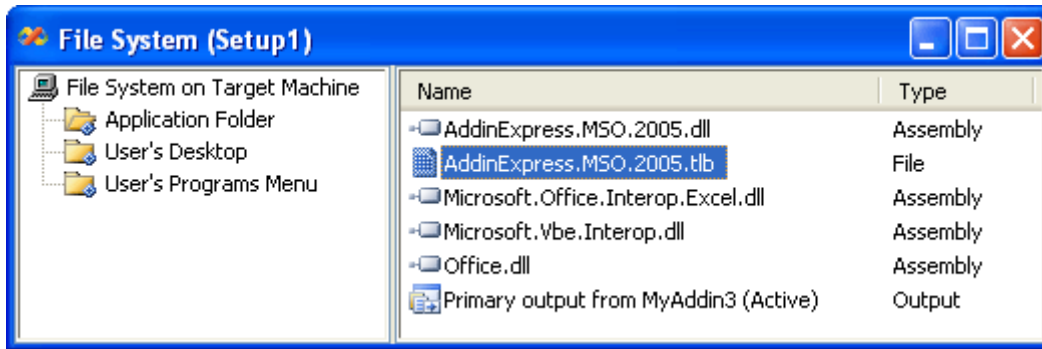 File System (Setup1)
File System on Target Machine
Application Folder
User's Desktop
User's Programs Menu
Name Type
AddinExpress.MSO.2005.dll Assembly
AddinExpress.MSO.2005.tlb File
Microsoft.Office.Interop.Excel.dll Assembly
Microsoft.Vbe.Interop.dll Assembly
Office.dll Assembly
Primary output from MyAddin3 (Active) Output